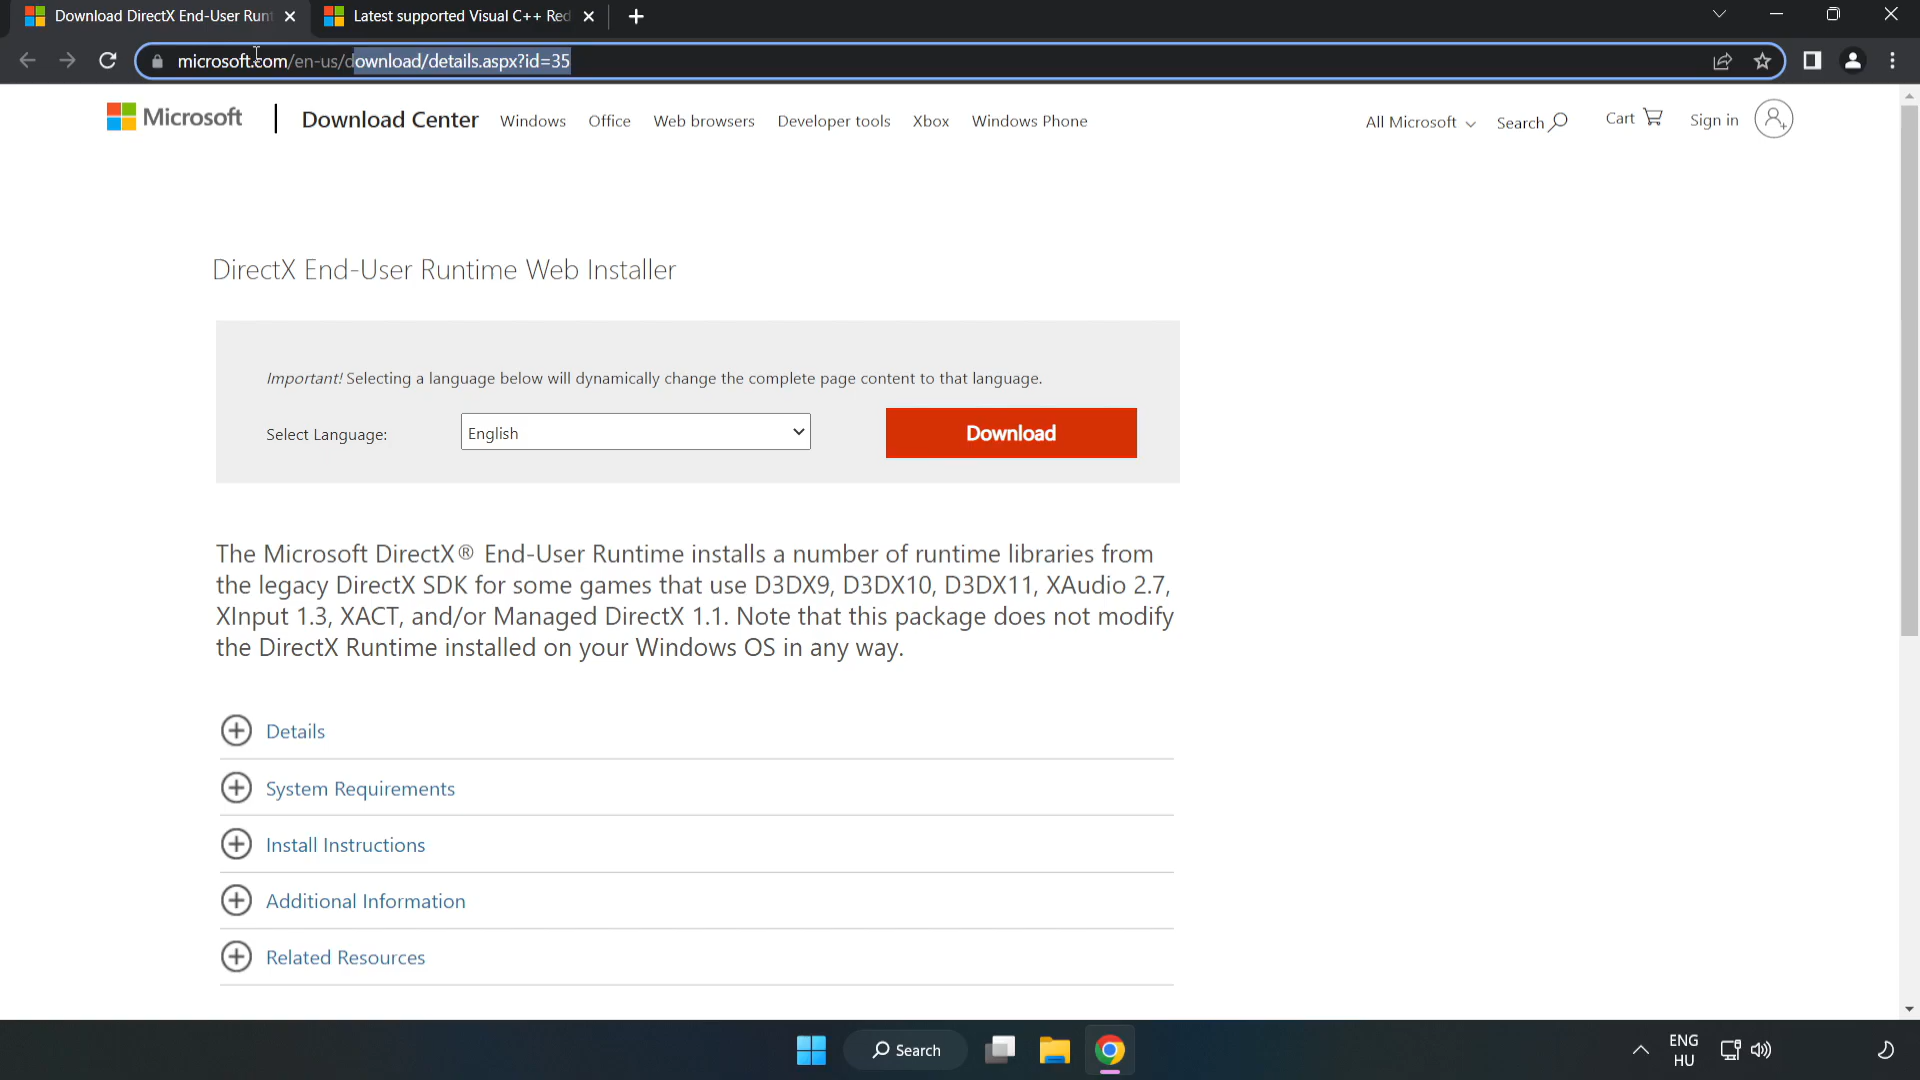 Download DirectX End-User Runt
Latest supported Visual C++ Red
microsoft.com/en-us/download/details.aspx?id=35
Microsoft
Download Center
Windows
Office
Web browsers
Developer tools
Xbox
Windows Phone
All Microsoft
Search
Cart
Sign in
DirectX End-User Runtime Web Installer
Important! Selecting a language below will dynamically change the complete page content to that language.
Select Language:
English
Download
The Microsoft DirectX® End-User Runtime installs a number of runtime libraries from
the legacy DirectX SDK for some games that use D3DX9, D3DX10, D3DX11, XAudio 2.7,
XInput 1.3, XACT, and/or Managed DirectX 1.1. Note that this package does not modify
the DirectX Runtime installed on your Windows OS in any way.
Details
System Requirements
Install Instructions
Additional Information
Related Resources
Search
ENG
HU